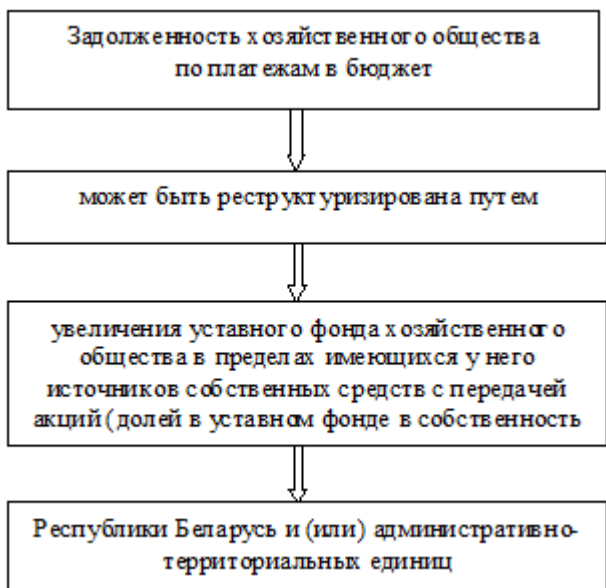 Задолженность хозяйственного общества
по платежам в бюджет
может быть реструктуризирована путем
увеличения уставного фонда хозяйственного
общества в пределах имеющихся у него
источников собственных средств с передачей
акций (долей в уставном фонде в собственность
Республики Беларусь и (или) административно-
территориальных единиц